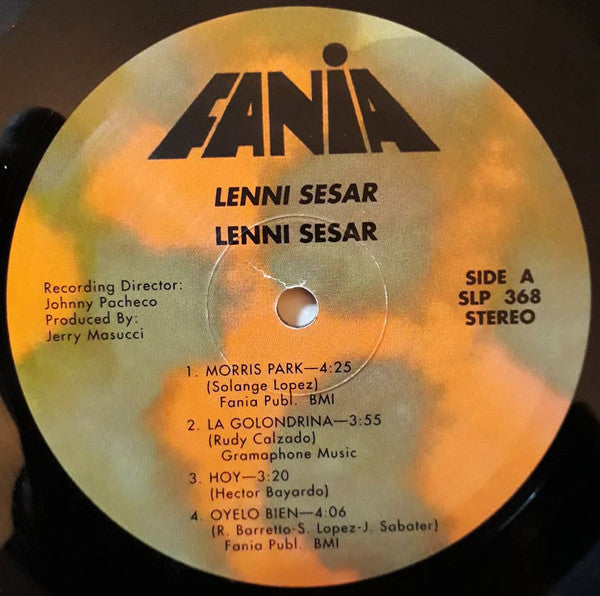 FANIA
LENNI SESAR
LENNI SESAR
Recording Director:
Johnny Pacheco
Produced By:
Jerry Masucci
SIDE A
SLP 368
STEREO
1. MORRIS PARK—4:25
(Solange Lopez)
Fania Publ. BMI
2. LA GOLONDRINA—3:55
(Rudy Calzado)
Gramaphone Music
3. HOY—3:20
(Hector Bayardo)
4. OYELO BIEN—4:06
(R. Barretto-S. Lopez-J. Sabater)
Fania Publ. BMI